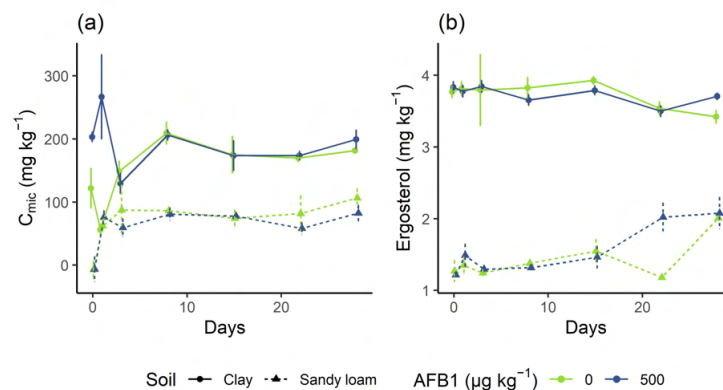 (a) (b)
C_mic (mg kg⁻¹)
300
200
100
0
0 10 20
Days
Ergosterol (mg kg⁻¹)
4
3
2
1
0 10 20
Days
Soil Clay Sandy loam AFB1 (µg kg⁻¹) 0 500